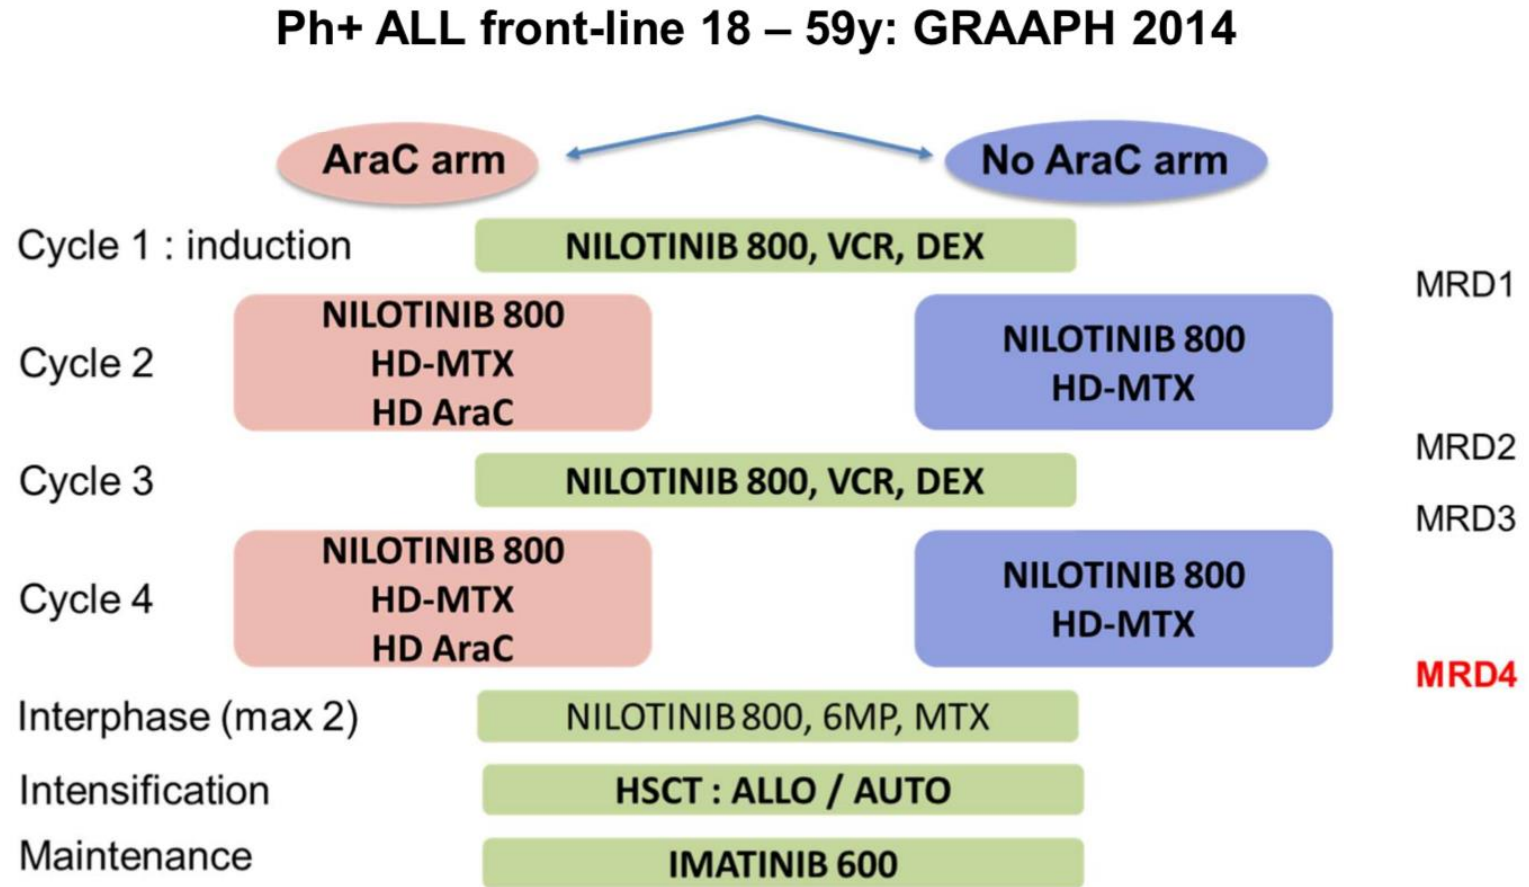 Ph+ ALL front-line 18 – 59y: GRAAPH 2014
AraC arm
No AraC arm
Cycle 1 : induction
NILOTINIB 800, VCR, DEX
MRD1
Cycle 2
NILOTINIB 800
HD-MTX
HD AraC
NILOTINIB 800
HD-MTX
MRD2
Cycle 3
NILOTINIB 800, VCR, DEX
MRD3
Cycle 4
NILOTINIB 800
HD-MTX
HD AraC
NILOTINIB 800
HD-MTX
MRD4
Interphase (max 2)
NILOTINIB 800, 6MP, MTX
Intensification
HSCT : ALLO / AUTO
Maintenance
IMATINIB 600